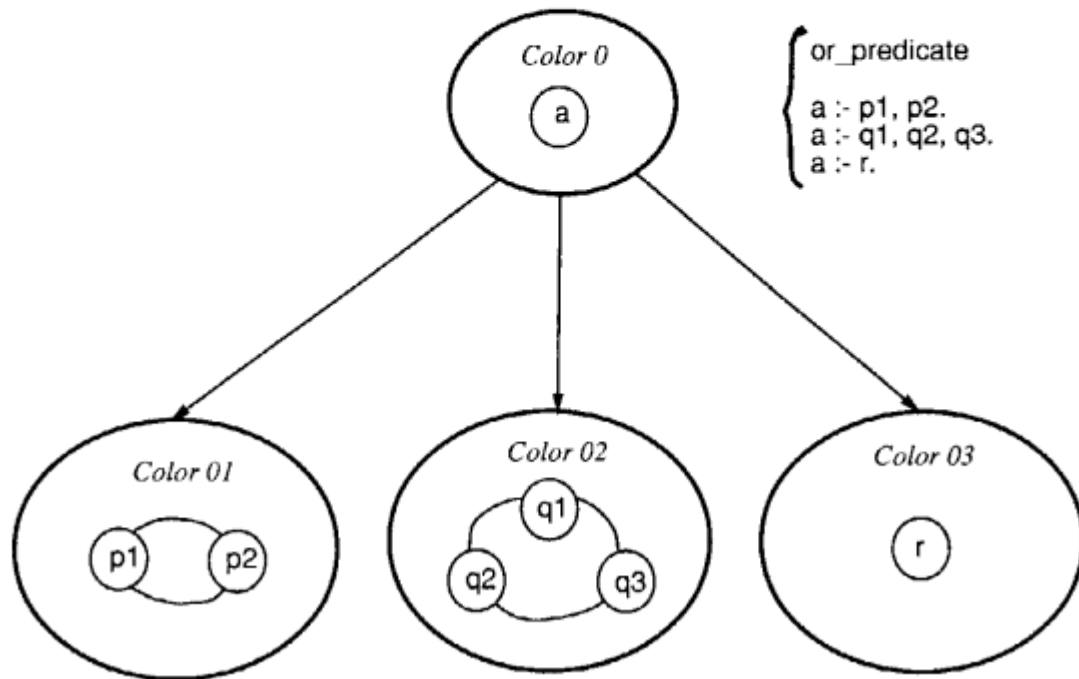 Color 0
a
or_predicate
a :- p1, p2.
a :- q1, q2, q3.
a :- r.
Color 01
p1
p2
Color 02
q1
q2
q3
Color 03
r